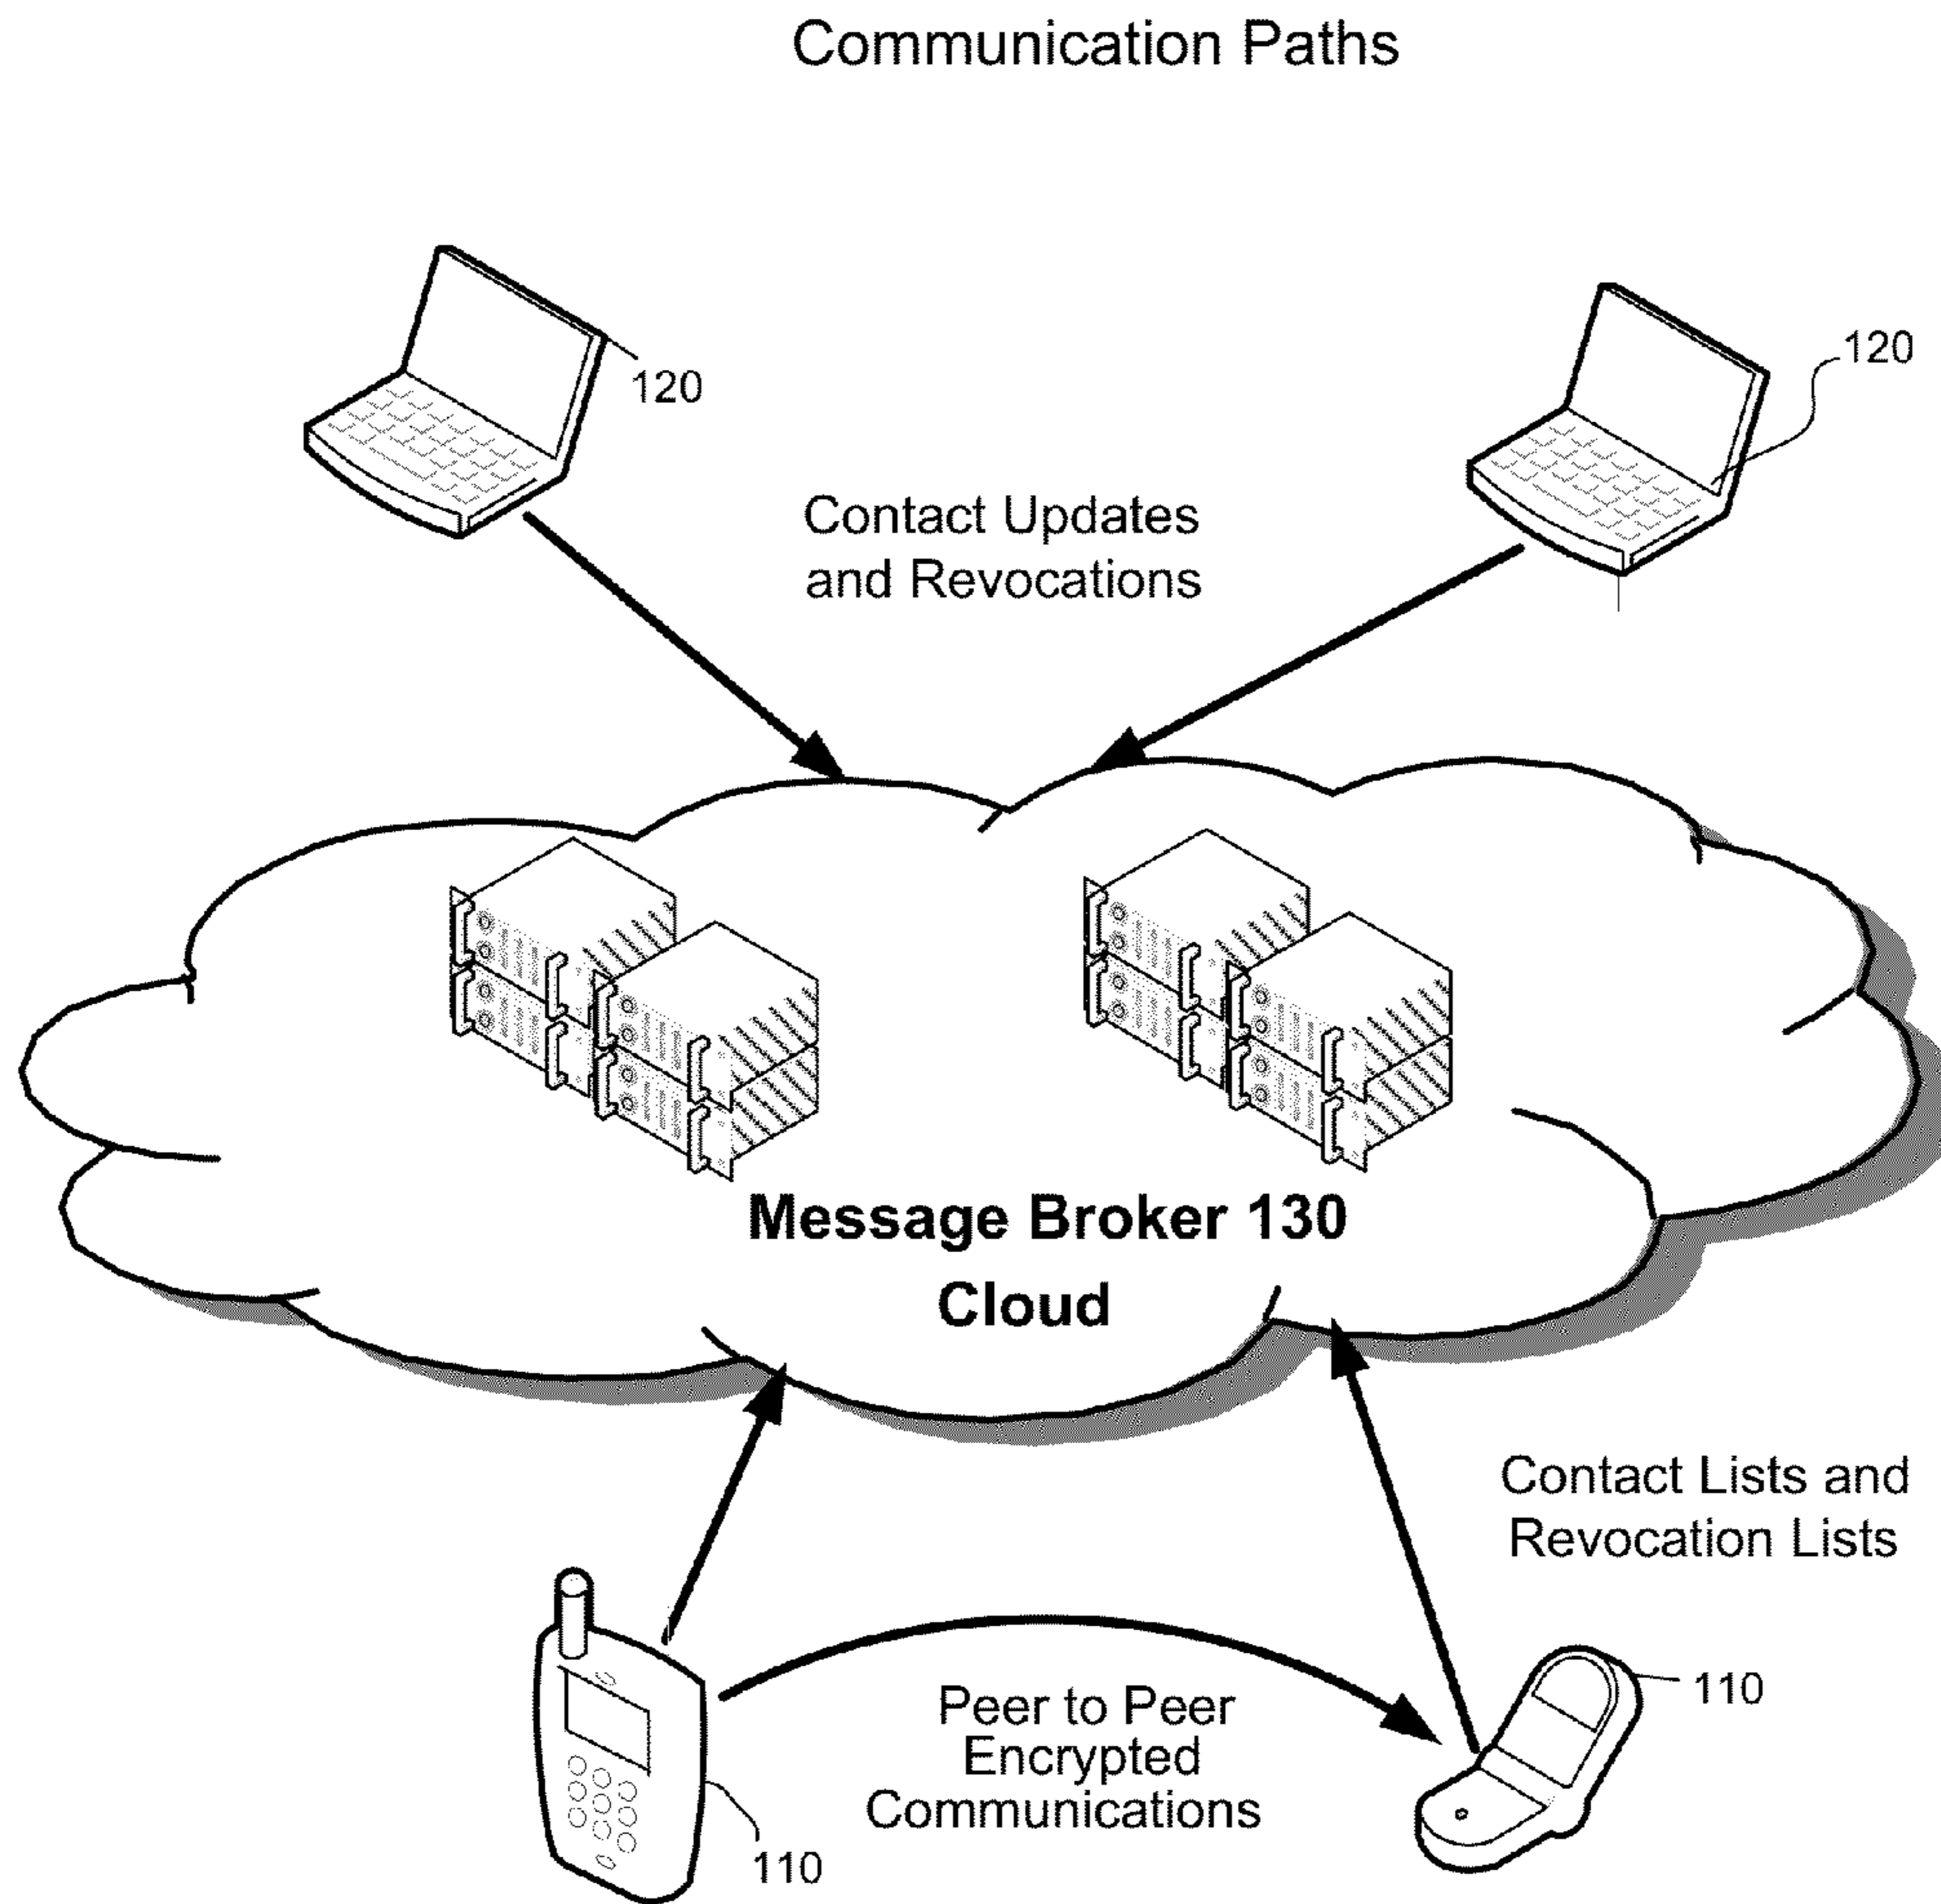 Communication Paths
120
120
Contact Updates
and Revocations
Message Broker 130
Cloud
Contact Lists and
Revocation Lists
110
Peer to Peer
Encrypted
Communications
110